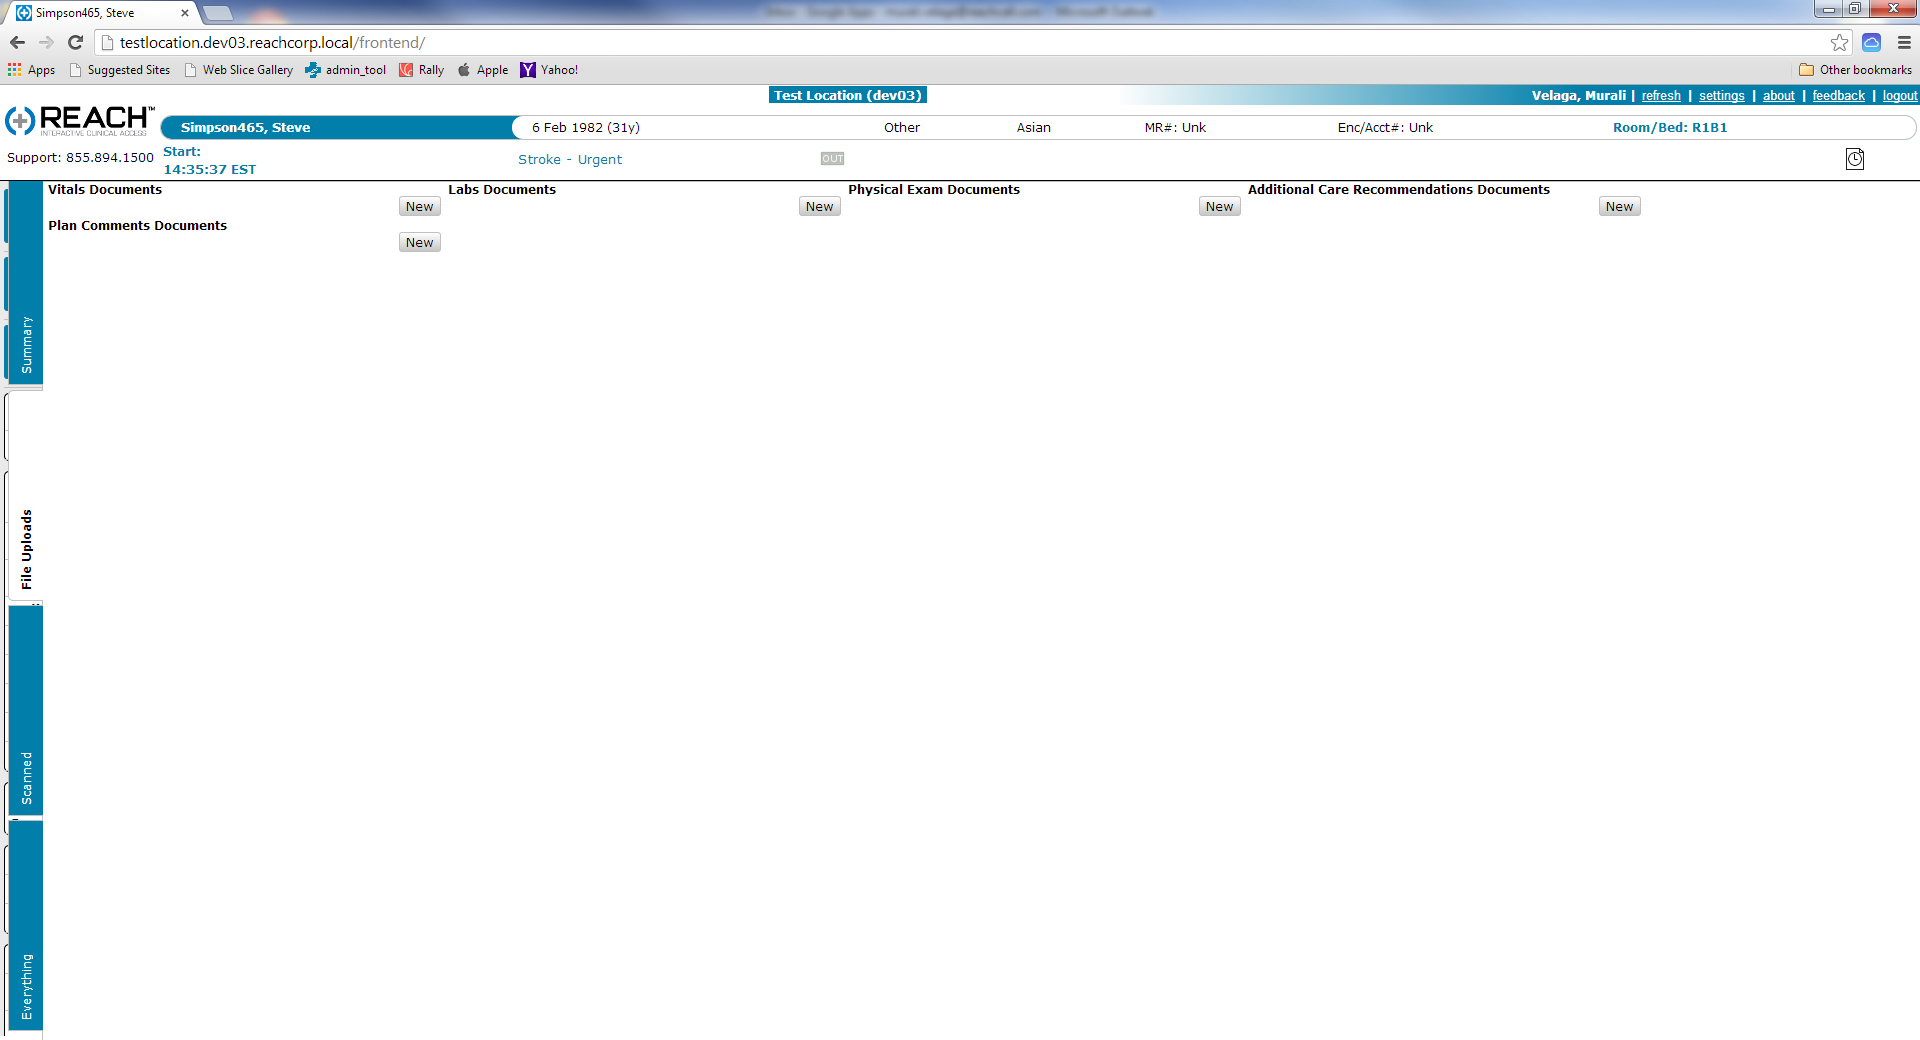 Simpson465, Steve
testlocation.dev03.reachcorp.local/frontend/
Apps Suggested Sites Web Slice Gallery admin_tool Rally Apple Yahoo! Other bookmarks
Test Location (dev03) Velaga, Murali | refresh | settings | about | feedback | logout
REACH™
INTERACTIVE CLINICAL ACCESS
Simpson465, Steve 6 Feb 1982 (31y) Other Asian MR#: Unk Enc/Acct#: Unk Room/Bed: R1B1
Support: 855.894.1500
Start:
14:35:37 EST
Stroke - Urgent OUT
Vitals Documents Labs Documents Physical Exam Documents Additional Care Recommendations Documents
New New New New
Plan Comments Documents
New
Summary
File Uploads
Scanned
Everything